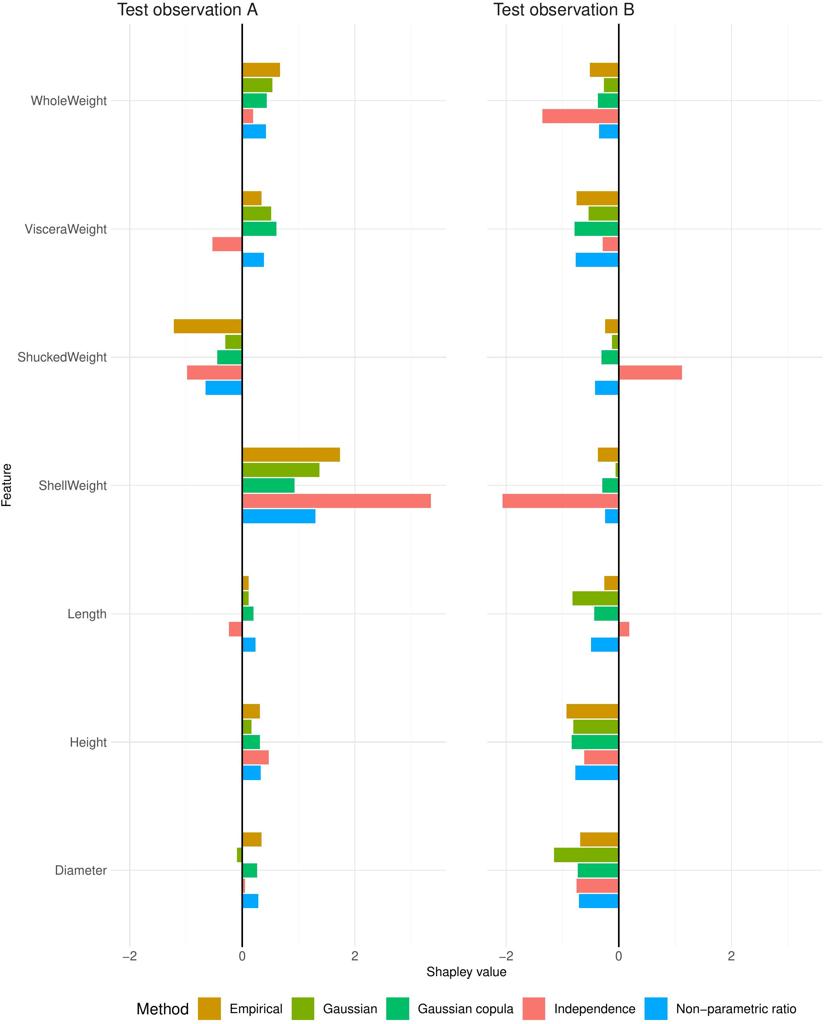 Test observation A
Test observation B
WholeWeight
VisceraWeight
ShuckedWeight
ShellWeight
Length
Height
Diameter
Feature
−2 0 2
−2 0 2
Shapley value
Method Empirical Gaussian Gaussian copula Independence Non−parametric ratio